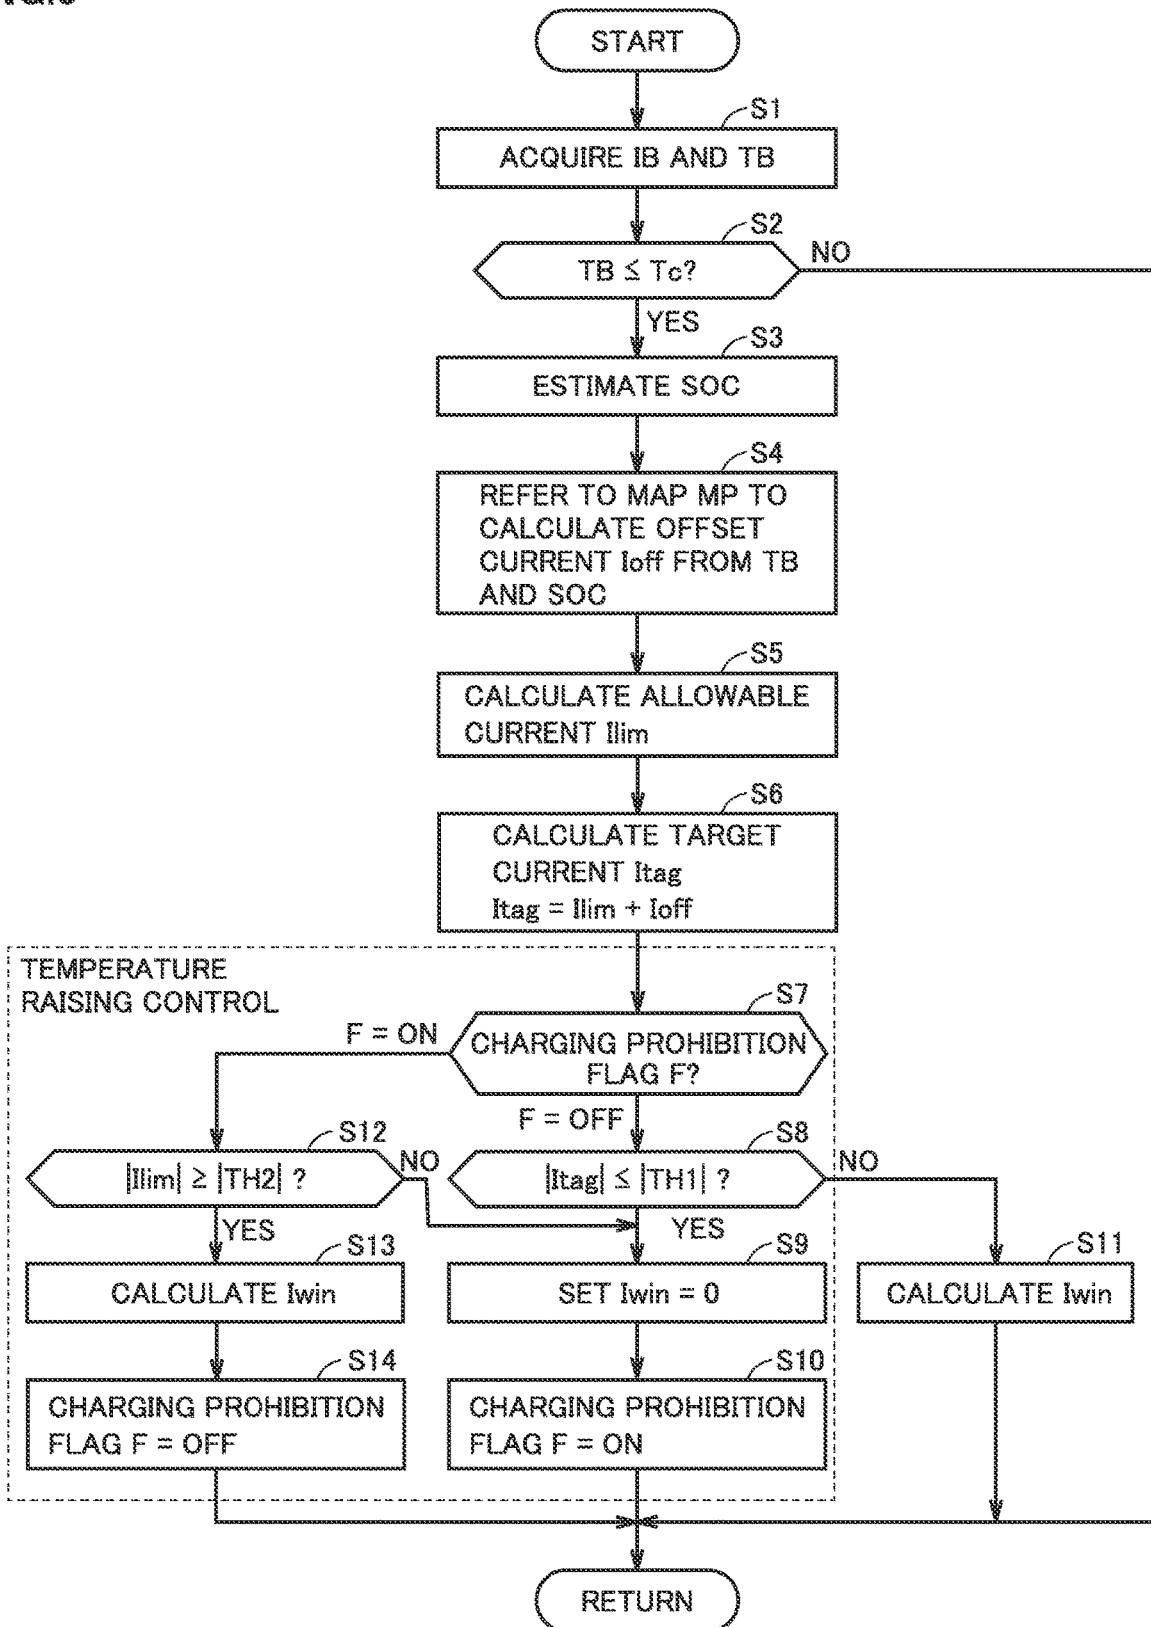 START
S1
ACQUIRE IB AND TB
S2
TB ≤ Tc?
NO
YES
S3
ESTIMATE SOC
S4
REFER TO MAP MP TO
CALCULATE OFFSET
CURRENT Ioff FROM TB
AND SOC
S5
CALCULATE ALLOWABLE
CURRENT Ilim
S6
CALCULATE TARGET
CURRENT Itag
Itag = Ilim + Ioff
TEMPERATURE
RAISING CONTROL
S7
F = ON
CHARGING PROHIBITION
FLAG F?
F = OFF
S12
|Ilim| ≥ |TH2| ?
NO
YES
S8
|Itag| ≤ |TH1| ?
NO
YES
S13
CALCULATE Iwin
S9
SET Iwin = 0
S11
CALCULATE Iwin
S14
CHARGING PROHIBITION
FLAG F = OFF
S10
CHARGING PROHIBITION
FLAG F = ON
RETURN